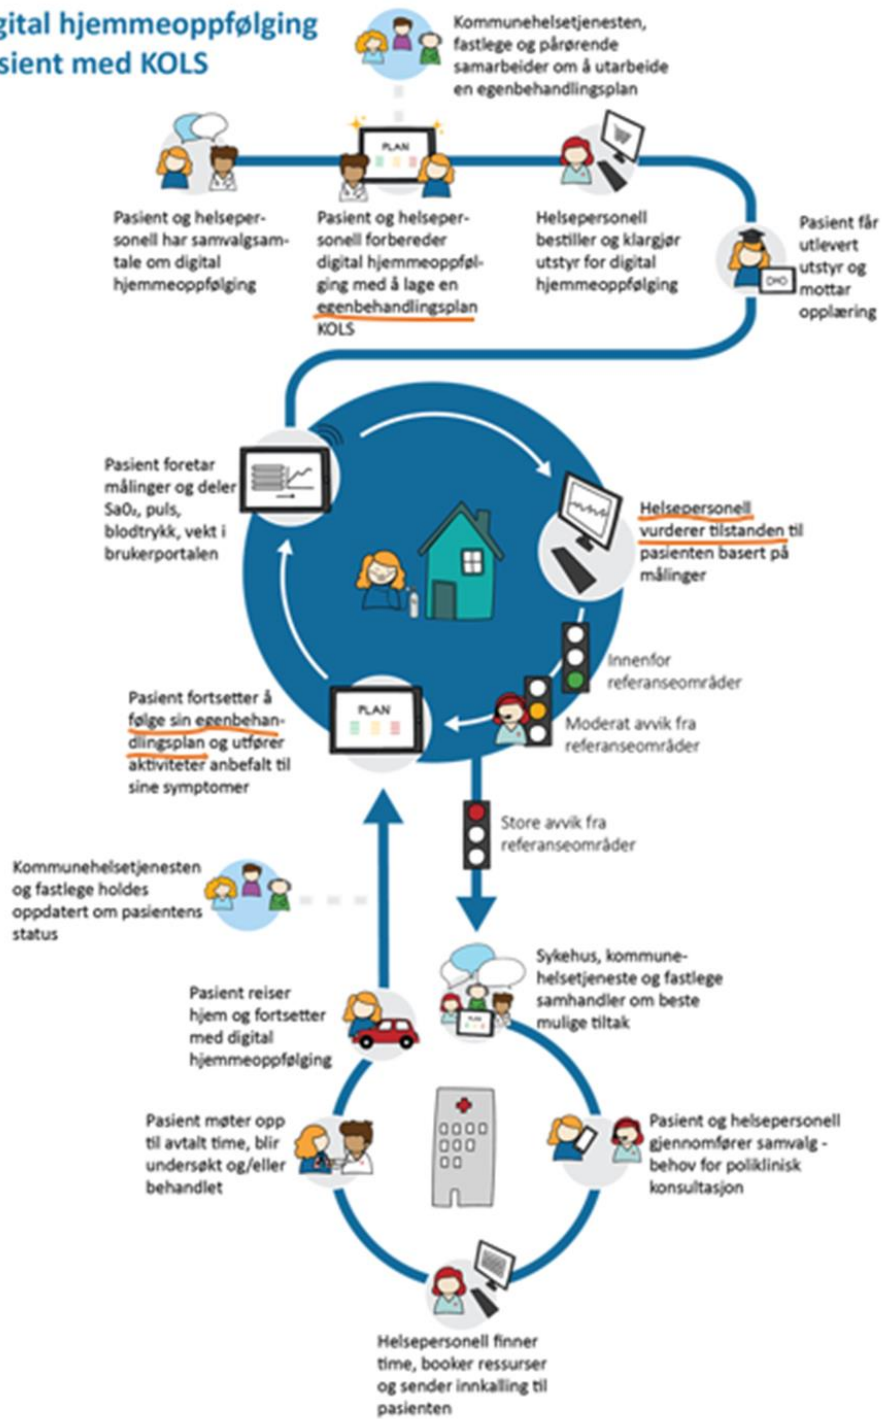 gital hjemmeoppfølging
sient med KOLS
Kommunehelsetjenesten,
fastlege og pårørende
samarbeider om å utarbeide
en egenbehandlingsplan
PLAN
Pasient og helseper-
sonell har samvalgsam-
tale om digital
hjemmeoppfølging
Pasient og helseper-
sonell forbereder
digital hjemmeoppføl-
ging med å lage en
egenbehandlingsplan
KOLS
Helsepersonell
bestiller og klargjør
utstyr for digital
hjemmeoppfølging
Pasient får
utlevert
utstyr og
mottar
opplæring
Pasient foretar
målinger og deler
SaO₂, puls,
blodtrykk, vekt i
brukerportalen
Helsepersonell
vurderer tilstanden til
pasienten basert på
målinger
Innenfor
referanseområder
Moderat avvik fra
referanseområder
Pasient fortsetter å
følge sin egenbehan-
dlingsplan og utfører
aktiviteter anbefalt til
sine symptomer
PLAN
Store avvik fra
referanseområder
Kommunehelsetjenesten
og fastlege holdes
oppdatert om pasientens
status
Sykehus, kommune-
helsetjeneste og fastlege
samhandler om beste
mulige tiltak
PLAN
Pasient reiser
hjem og fortsetter
med digital
hjemmeoppfølging
Pasient møter opp
til avtalt time, blir
undersøkt og/eller
behandlet
Pasient og helsepersonell
gjennomfører samvalg -
behov for poliklinisk
konsultasjon
Helsepersonell finner
time, booker ressurser
og sender innkalling til
pasienten